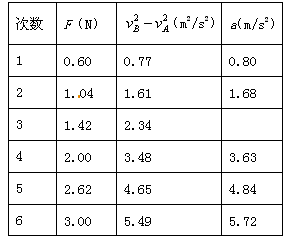 次数 F (N) v_B^2-v_A^2 (m²/s²) a(m/s²)
1 0.60 0.77 0.80
2 1.04 1.61 1.68
3 1.42 2.34
4 2.00 3.48 3.63
5 2.62 4.65 4.84
6 3.00 5.49 5.72